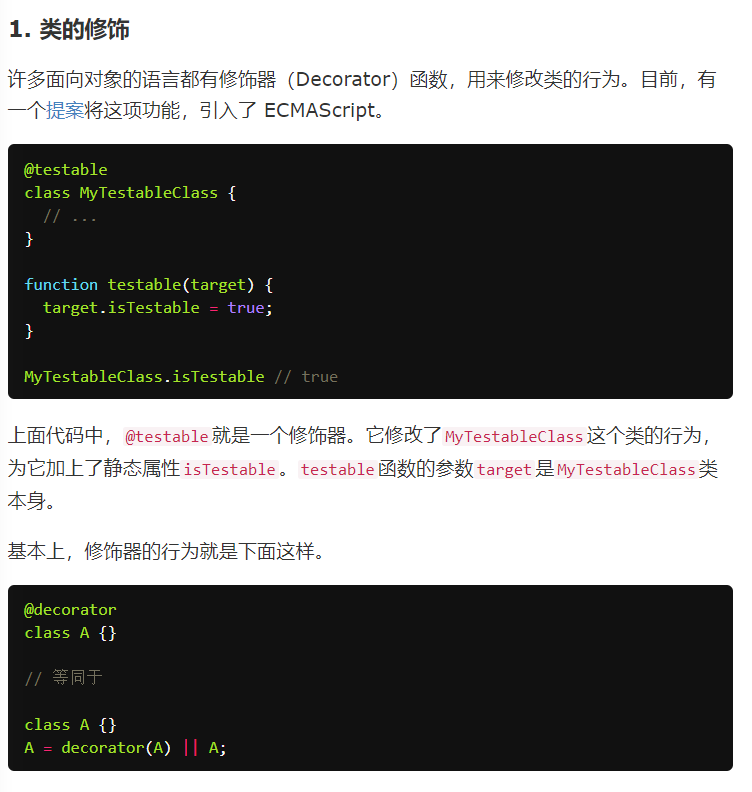 1. 类的修饰
许多面向对象的语言都有修饰器（Decorator）函数，用来修改类的行为。目前，有
一个提案将这项功能，引入了 ECMAScript。
@testable
class MyTestableClass {
  // ...
}
function testable(target) {
  target.isTestable = true;
}
MyTestableClass.isTestable // true
上面代码中，@testable就是一个修饰器。它修改了MyTestableClass这个类的行为，
为它加上了静态属性isTestable。testable函数的参数target是MyTestableClass类
本身。
基本上，修饰器的行为就是下面这样。
@decorator
class A {}
// 等同于
class A {}
A = decorator(A) || A;